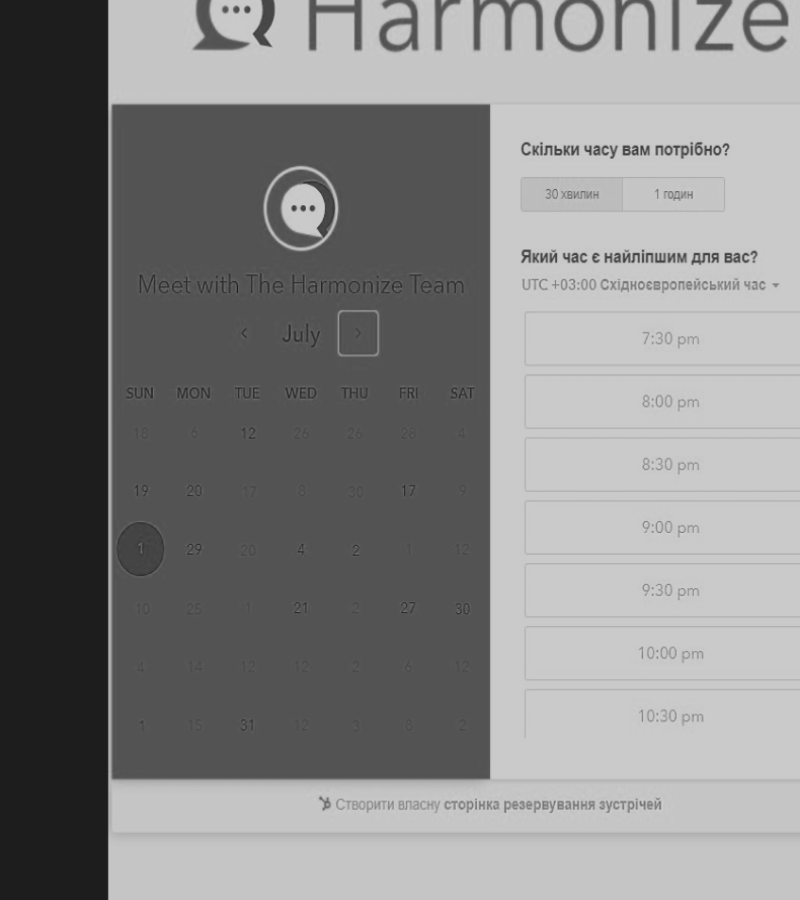 Harmonize
Meet with The Harmonize Team
July
SUN MON TUE WED THU FRI SAT
18 6 12 26 26 28 4
19 20 17 8 30 17 9
1 29 20 4 2 1 12
10 25 1 21 2 27 30
4 14 12 12 2 6 12
1 15 31 12 3 8 2
Скільки часу вам потрібно?
30 хвилин 1 годин
Який час є найліпшим для вас?
UTC +03:00 Східноєвропейський час
7:30 pm
8:00 pm
8:30 pm
9:00 pm
9:30 pm
10:00 pm
10:30 pm
Створити власну сторінка резервування зустрічей